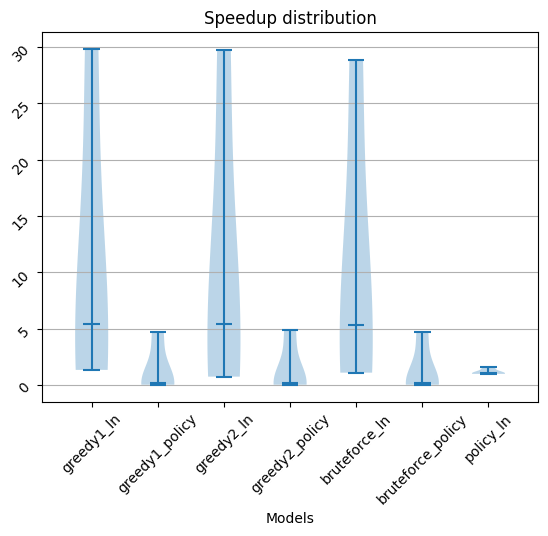 Speedup distribution
30
25
20
15
10
5
0
greedy1_ln
greedy1_policy
greedy2_ln
greedy2_policy
bruteforce_ln
bruteforce_policy
policy_ln
Models